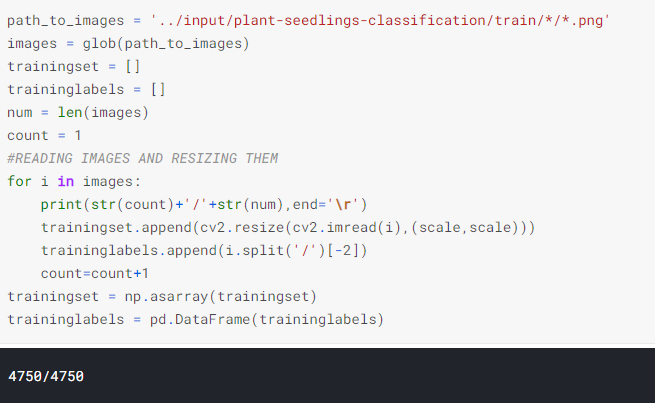 path_to_images = '../input/plant-seedlings-classification/train/*/*.png'
images = glob(path_to_images)
trainingset = []
traininglabels = []
num = len(images)
count = 1
#READING IMAGES AND RESIZING THEM
for i in images:
    print(str(count)+'/'+str(num),end='\r')
    trainingset.append(cv2.resize(cv2.imread(i),(scale,scale)))
    traininglabels.append(i.split('/')[-2])
    count=count+1
trainingset = np.asarray(trainingset)
traininglabels = pd.DataFrame(traininglabels)
4750/4750